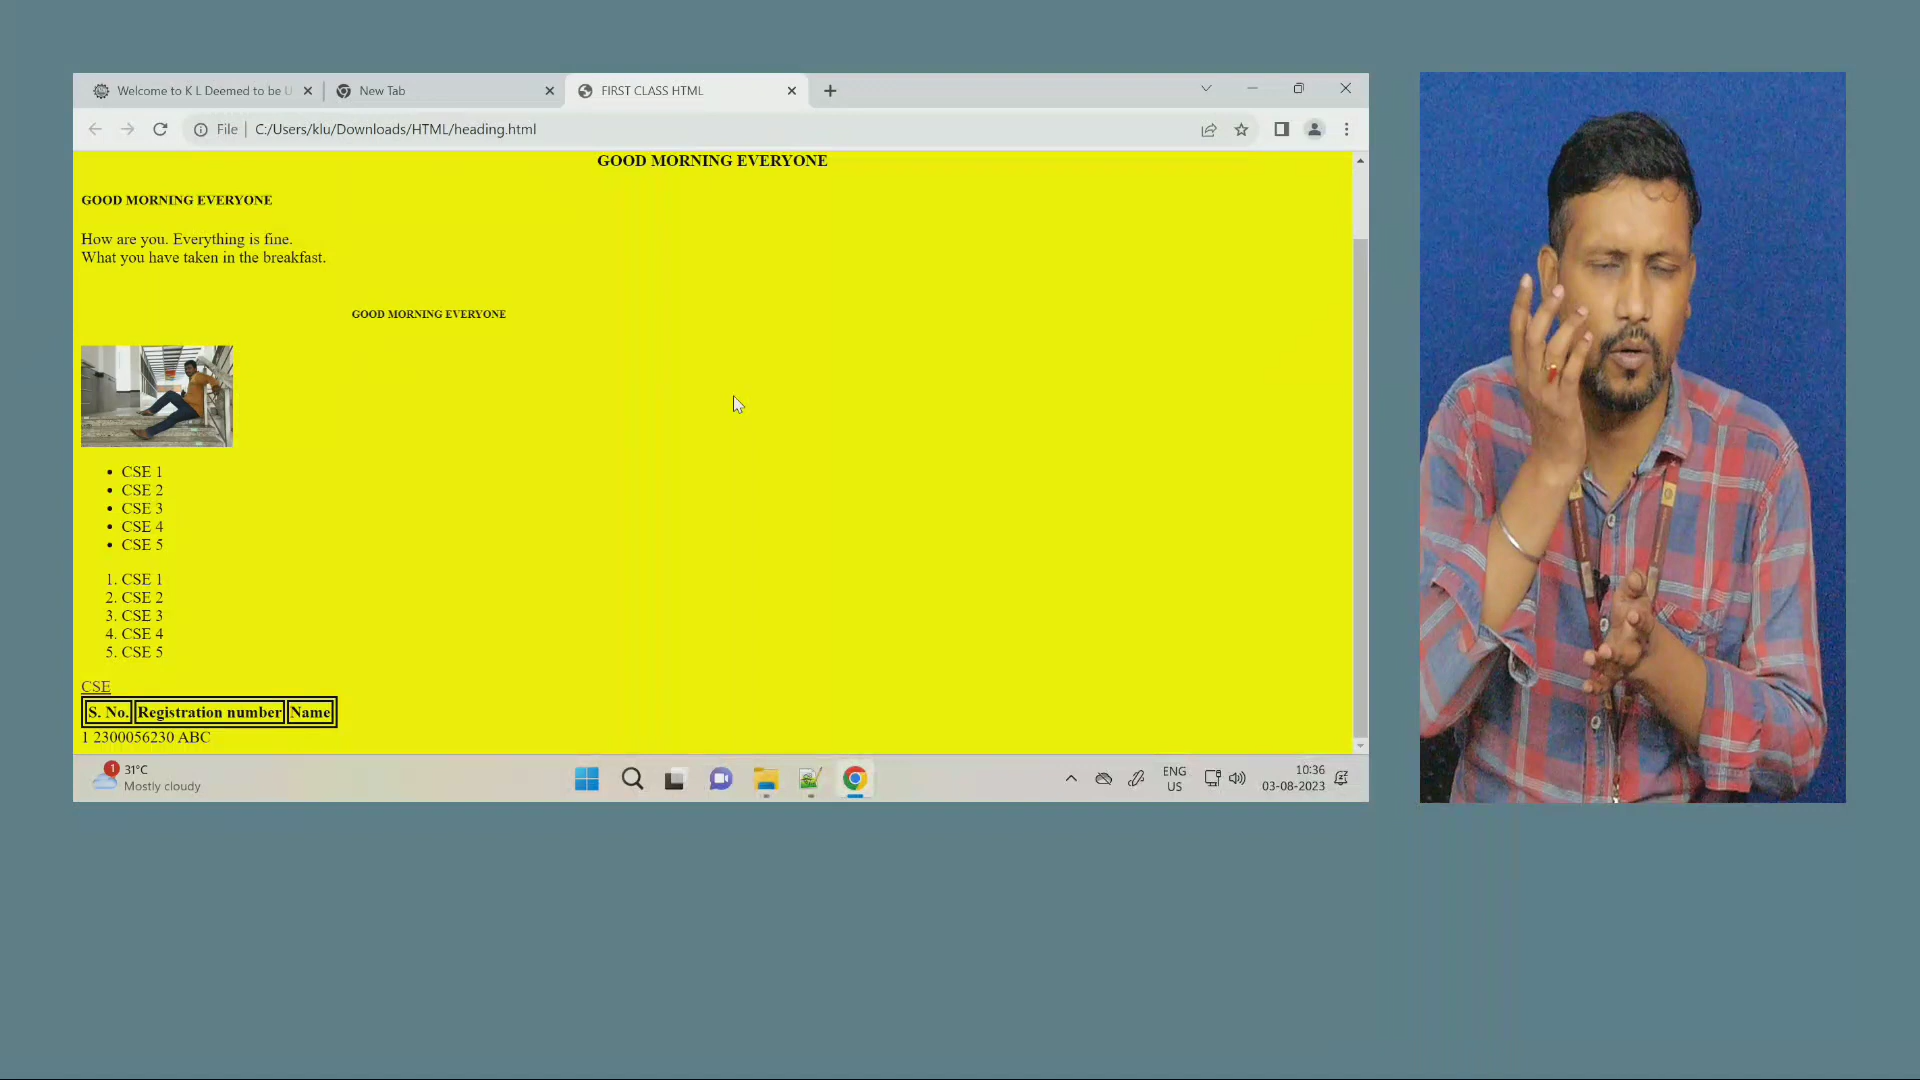 Welcome to K L Deemed to be U
New Tab
FIRST CLASS HTML
File
C:/Users/klu/Downloads/HTML/heading.html
GOOD MORNING EVERYONE
GOOD MORNING EVERYONE
How are you. Everything is fine.
What you have taken in the breakfast.
GOOD MORNING EVERYONE
• CSE 1
• CSE 2
• CSE 3
• CSE 4
• CSE 5
1. CSE 1
2. CSE 2
3. CSE 3
4. CSE 4
5. CSE 5
CSE
S. No. Registration number Name
1 2300056230 ABC
1
31°C
Mostly cloudy
ENG
US
10:36
03-08-2023